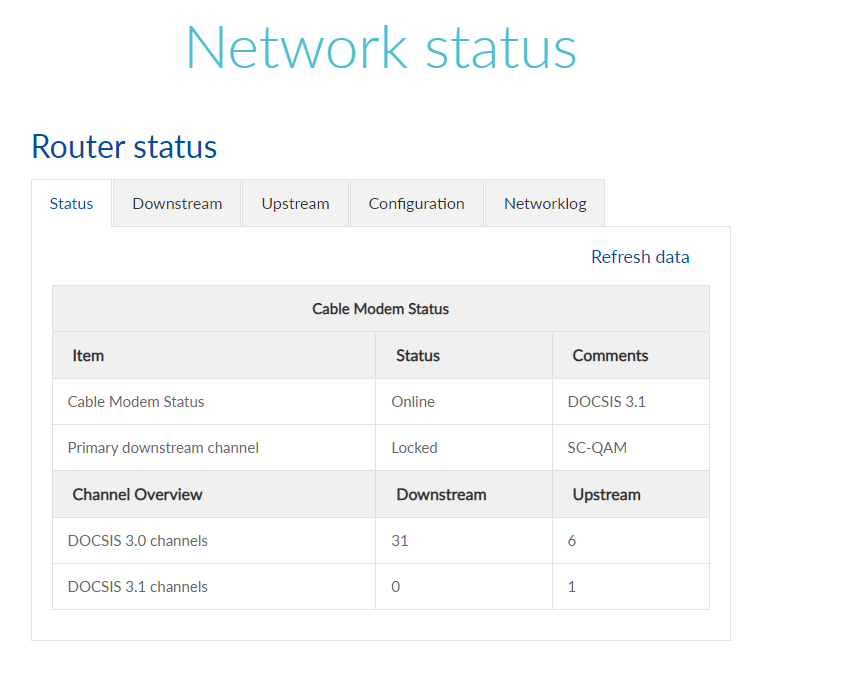 Network status
Router status
Status Downstream Upstream Configuration Networklog
Refresh data
Cable Modem Status
Item Status Comments
Cable Modem Status Online DOCSIS 3.1
Primary downstream channel Locked SC-QAM
Channel Overview Downstream Upstream
DOCSIS 3.0 channels 31 6
DOCSIS 3.1 channels 0 1